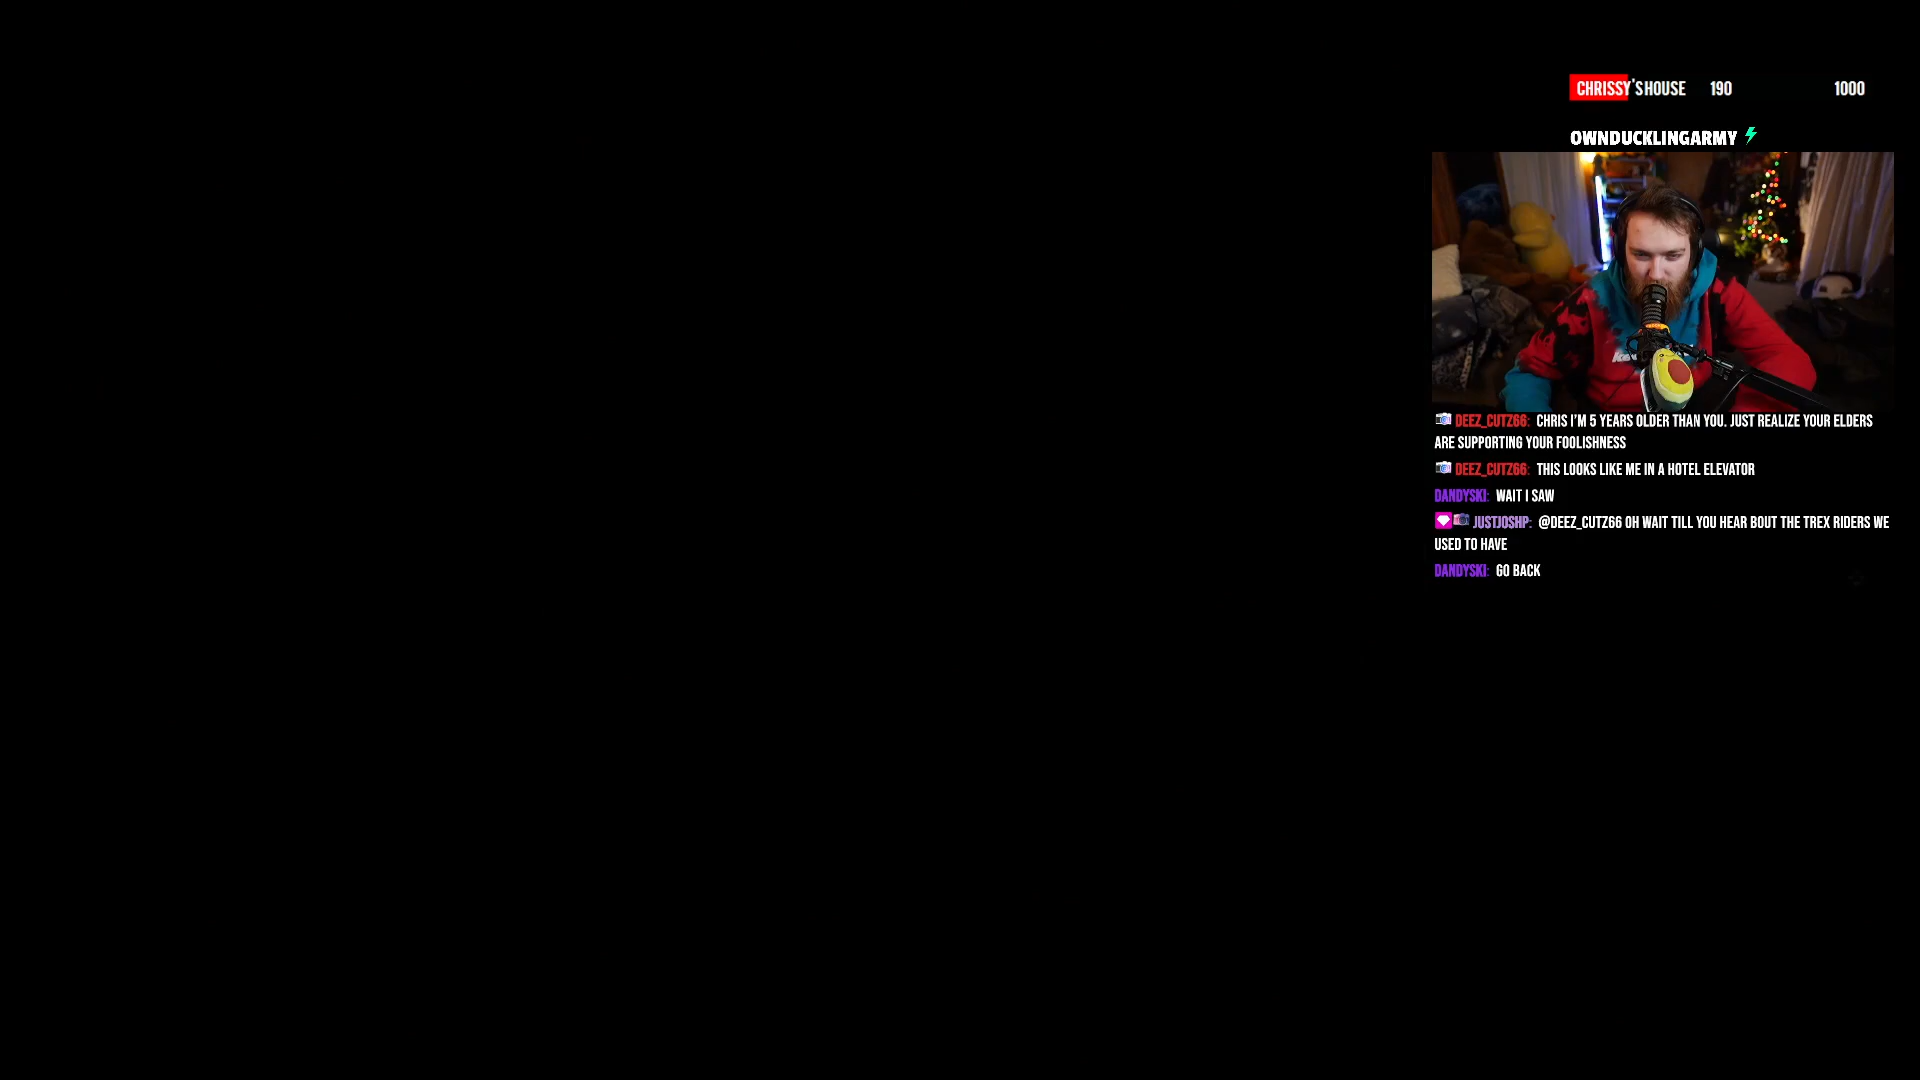 CHRISSY'S HOUSE 190 1000
OWNDUCKLINGARMY
DEEZ_CUTZ66: CHRIS I'M 5 YEARS OLDER THAN YOU. JUST REALIZE YOUR ELDERS
ARE SUPPORTING YOUR FOOLISHNESS
DEEZ_CUTZ66: THIS LOOKS LIKE ME IN A HOTEL ELEVATOR
DANDYSKI: WAIT I SAW
JUSTJOSHP: @DEEZ_CUTZ66 OH WAIT TILL YOU HEAR BOUT THE TREX RIDERS WE
USED TO HAVE
DANDYSKI: GO BACK